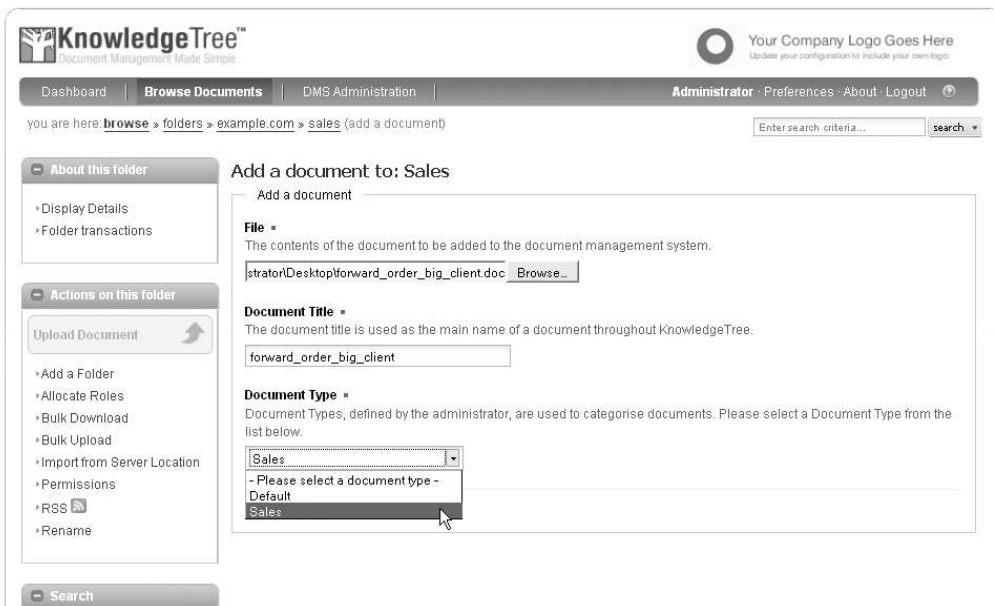 KnowledgeTree™
Document Management Made Simple
Your Company Logo Goes Here
Update your configuration to include your own logo.
Dashboard Browse Documents DMS Administration Administrator · Preferences · About · Logout ?
you are here: browse » folders » example.com » sales (add a document)
Enter search criteria... search
About this folder
Display Details
Folder transactions
Actions on this folder
Upload Document
Add a Folder
Allocate Roles
Bulk Download
Bulk Upload
Import from Server Location
Permissions
RSS
Rename
Search
Add a document to: Sales
Add a document
File
The contents of the document to be added to the document management system.
strator\Desktop\forward_order_big_client.doc Browse...
Document Title
The document title is used as the main name of a document throughout KnowledgeTree.
forward_order_big_client
Document Type
Document Types, defined by the administrator, are used to categorise documents. Please select a Document Type from the
list below.
Sales
- Please select a document type -
Default
Sales